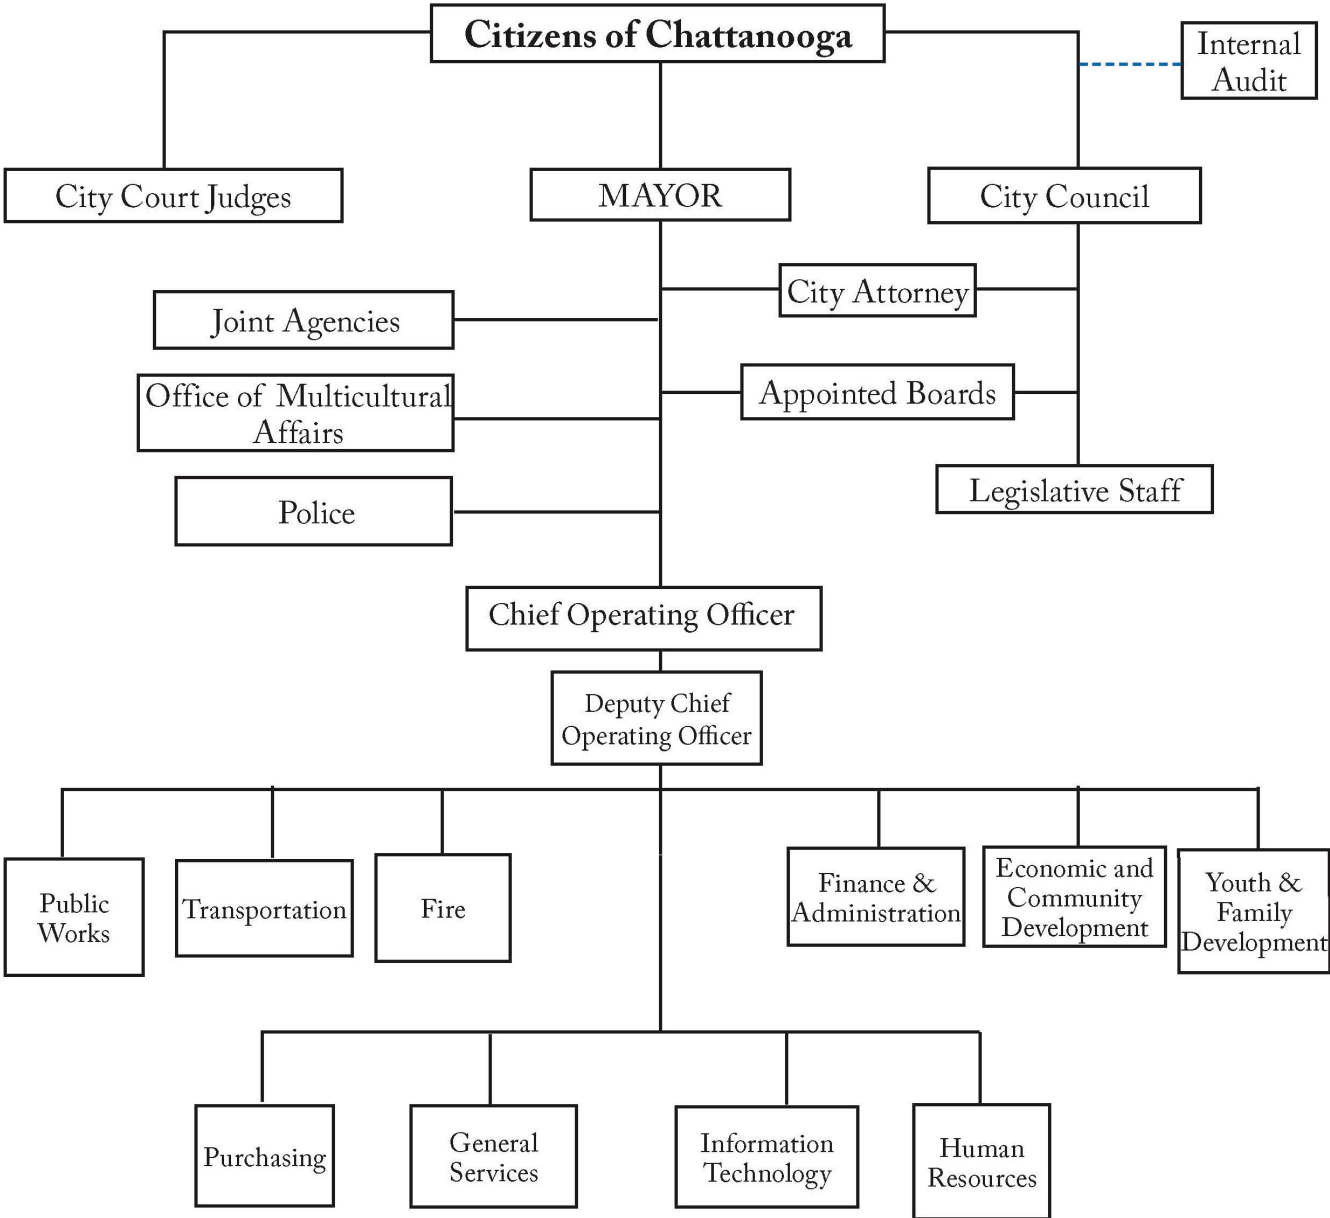 Citizens of Chattanooga
Internal
Audit
City Court Judges
MAYOR
City Council
City Attorney
Joint Agencies
Office of Multicultural
Affairs
Appointed Boards
Legislative Staff
Police
Chief Operating Officer
Deputy Chief
Operating Officer
Public
Works
Transportation
Fire
Finance &
Administration
Economic and
Community
Development
Youth &
Family
Development
Purchasing
General
Services
Information
Technology
Human
Resources